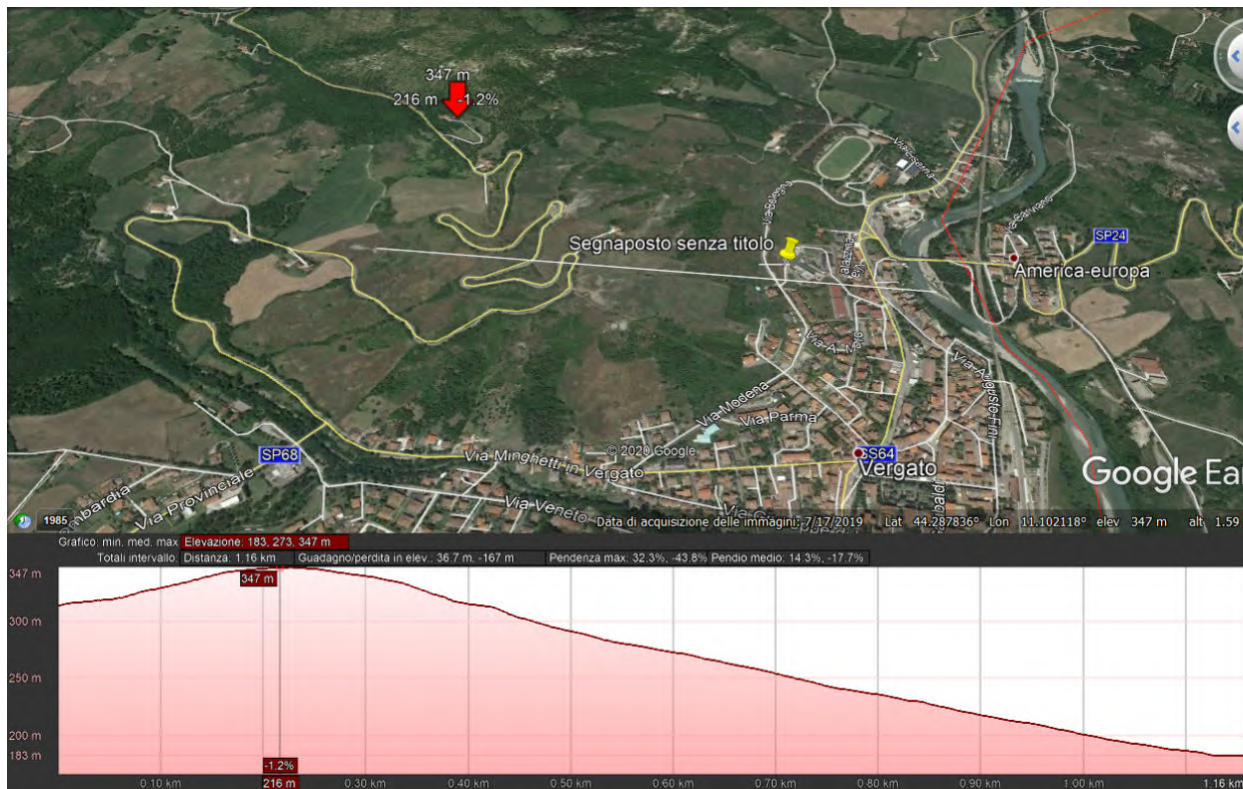 347 m
216 m -1.2%
Via Bologna
SP24
Segnaposto senza titolo
America-europa
Via Modena
Via Parma
© 2020 Google
SP68
SS64
Via Minghetti in Vergato
Vergato
Google Ear
Via Provinciale
Via Veneto
1985
Data di acquisizione delle immagini: 7/17/2019 Lat 44.287836° Lon 11.102118° elev 347 m alt 1.59
Grafico: min. med. max Elevazione: 183, 273, 347 m
Totali intervallo: Distanza: 1.16 km Guadagno/perdita in elev.: 36.7 m, -167 m Pendenza max: 32.3%, -43.8% Pendio medio: 14.3%, -17.7%
347 m
347 m
300 m
250 m
200 m
183 m
-1.2%
0.10 km 216 m 0.30 km 0.40 km 0.50 km 0.60 km 0.70 km 0.80 km 0.90 km 1.00 km 1.16 km